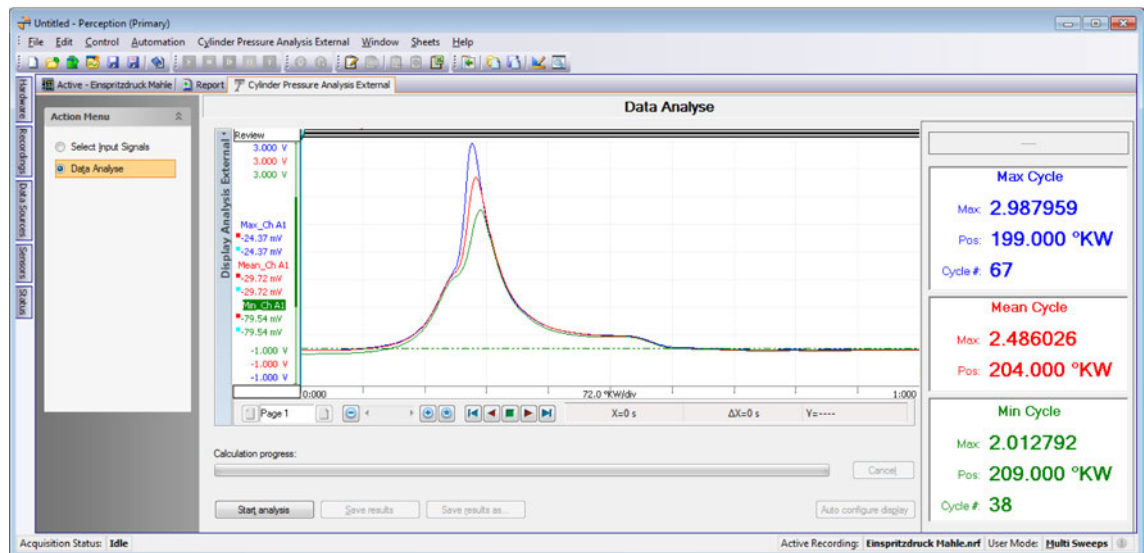 Untitled - Perception (Primary)
File Edit Control Automation Cylinder Pressure Analysis External Window Sheets Help
Active - Einspritzdruck Mahle Report Cylinder Pressure Analysis External
Hardware
Recordings
Data Sources
Sensors
Status
Action Menu
Select Input Signals
Data Analyse
Data Analyse
Display Analysis External
Review
3.000 V
3.000 V
3.000 V
Max_Ch A1
-24.37 mV
-24.37 mV
Mean_Ch A1
-29.72 mV
-29.72 mV
Min_Ch A1
-79.54 mV
-79.54 mV
-1.000 V
-1.000 V
-1.000 V
0:000 72.0 °KW/div 1:000
Page 1 X=0 s ΔX=0 s Y=----
Calculation progress:
Cancel
Start analysis Save results Save results as... Auto configure display
----
Max Cycle
Max: 2.987959
Pos: 199.000 °KW
Cycle #: 67
Mean Cycle
Max: 2.486026
Pos: 204.000 °KW
Min Cycle
Max: 2.012792
Pos: 209.000 °KW
Cycle #: 38
Acquisition Status: Idle Active Recording: Einspritzdruck Mahle.nrf User Mode: Multi Sweeps